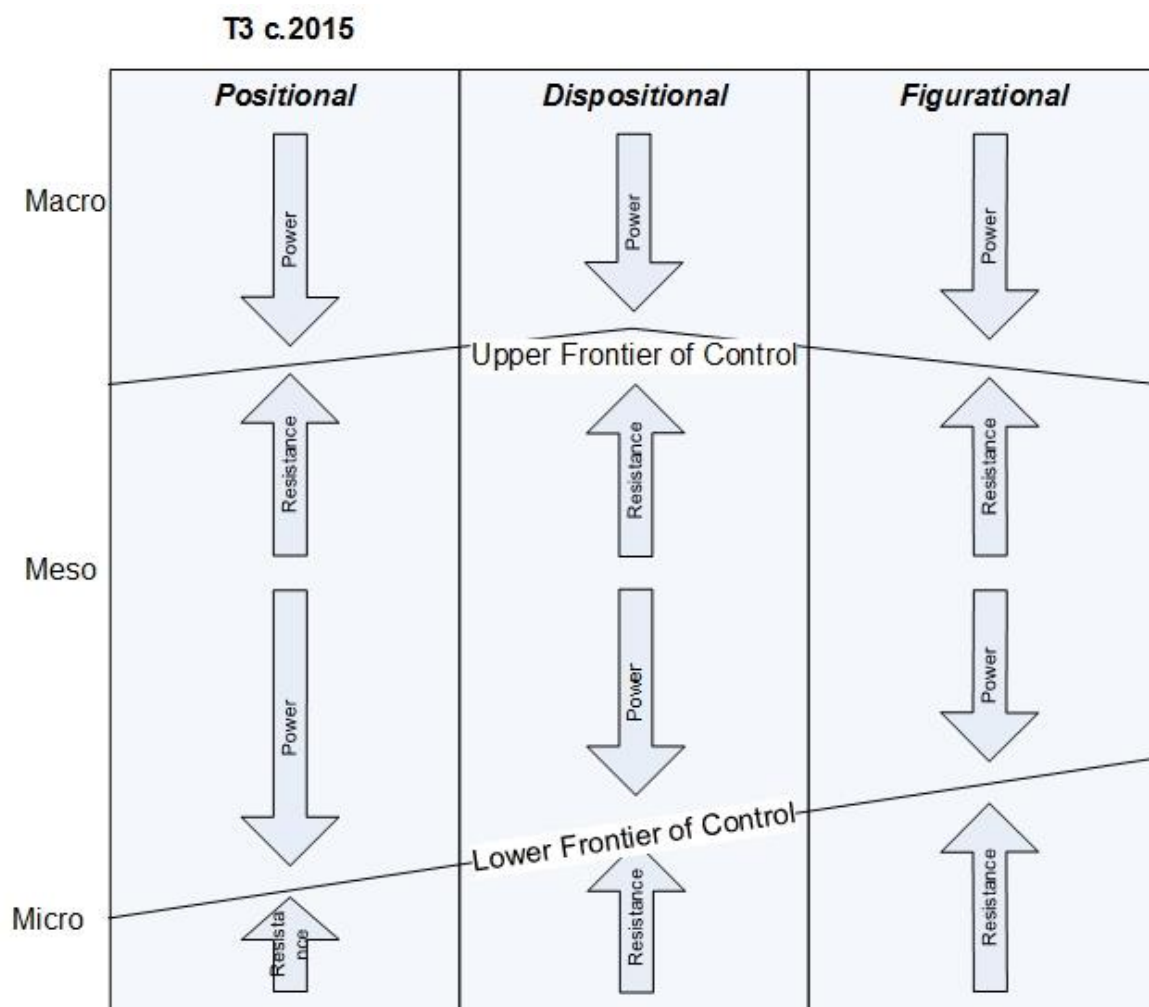 T3 c.2015
Positional
Dispositional
Figurational
Macro
Power
Power
Power
Upper Frontier of Control
Resistance
Resistance
Resistance
Meso
Power
Power
Power
Lower Frontier of Control
Micro
Resista
nce
Resistance
Resistance